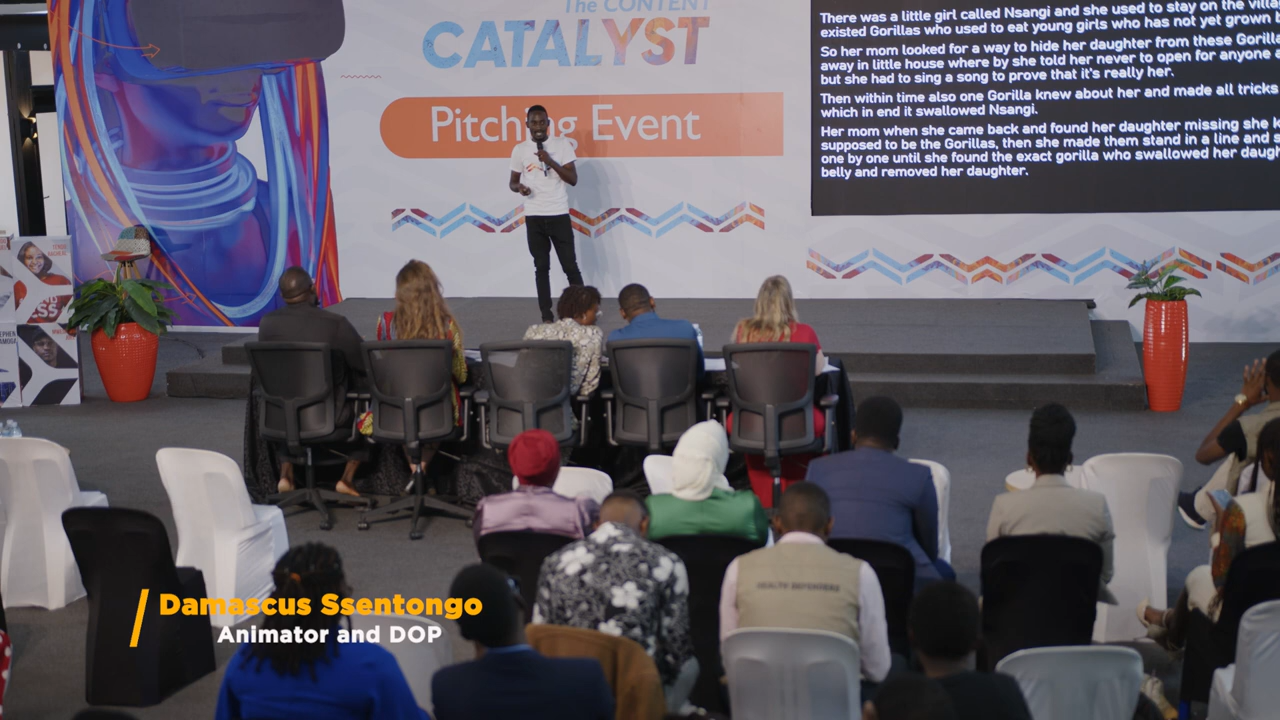 The CONTENT
CATALYST
Pitching Event
There was a little girl called Nsangi and she used to stay on the villa
existed Gorillas who used to eat young girls who has not yet grown
So her mom looked for a way to hide her daughter from these Gorilla
away in little house where by she told her never to open for anyone a
but she had to sing a song to prove that it's really her.
Then within time also one Gorilla knew about her and made all tricks
which in end it swallowed Nsangi.
Her mom when she came back and found her daughter missing she k
supposed to be the Gorillas, then she made them stand in a line and s
one by one until she found the exact gorilla who swallowed her daugh
belly and removed her daughter.
HEALTH DEFENDERS
Damascus Ssentongo
Animator and DOP